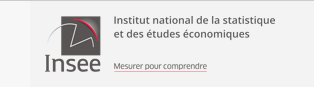 Institut national de la statistique
et des études économiques
Insee
Mesurer pour comprendre